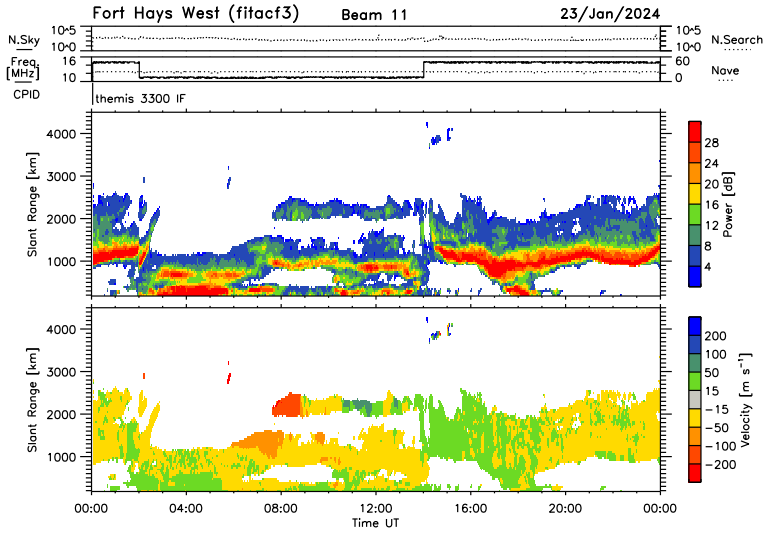 Fort Hays West (fitacf3)
Beam 11
23/Jan/2024
N.Sky
10^5
10^0
10^5
10^0
N.Search
Freq.
[MHz]
16
10
60
0
Nave
CPID
themis 3300 IF
Slant Range [km]
4000
3000
2000
1000
28
24
20
16
12
8
4
Power [dB]
Slant Range [km]
4000
3000
2000
1000
200
100
50
15
-15
-50
-100
-200
Velocity [m s⁻¹]
00:00
04:00
08:00
12:00
16:00
20:00
00:00
Time UT